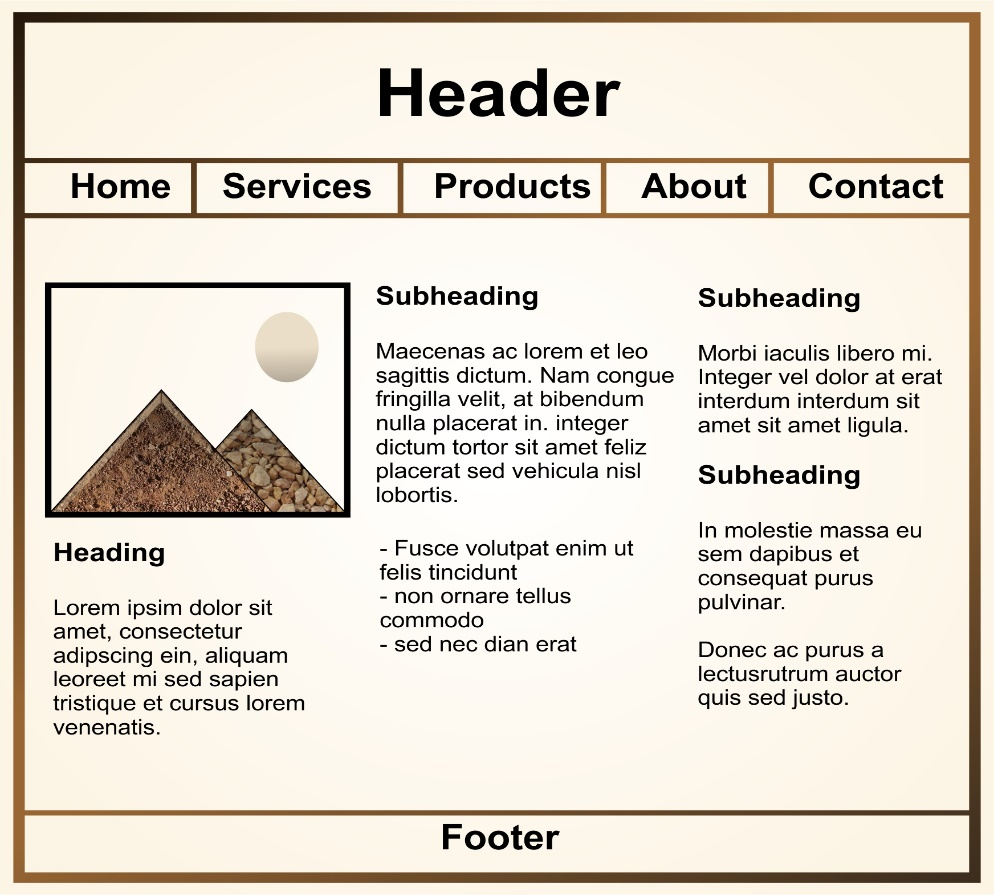 Header
Home Services Products About Contact
Heading
Lorem ipsim dolor sit
amet, consectetur
adipscing ein, aliquam
leoreet mi sed sapien
tristique et cursus lorem
venenatis.
Subheading
Maecenas ac lorem et leo
sagittis dictum. Nam congue
fringilla velit, at bibendum
nulla placerat in. integer
dictum tortor sit amet feliz
placerat sed vehicula nisl
lobortis.
- Fusce volutpat enim ut
felis tincidunt
- non ornare tellus
commodo
- sed nec dian erat
Subheading
Morbi iaculis libero mi.
Integer vel dolor at erat
interdum interdum sit
amet sit amet ligula.
Subheading
In molestie massa eu
sem dapibus et
consequat purus
pulvinar.
Donec ac purus a
lectusrutrum auctor
quis sed justo.
Footer